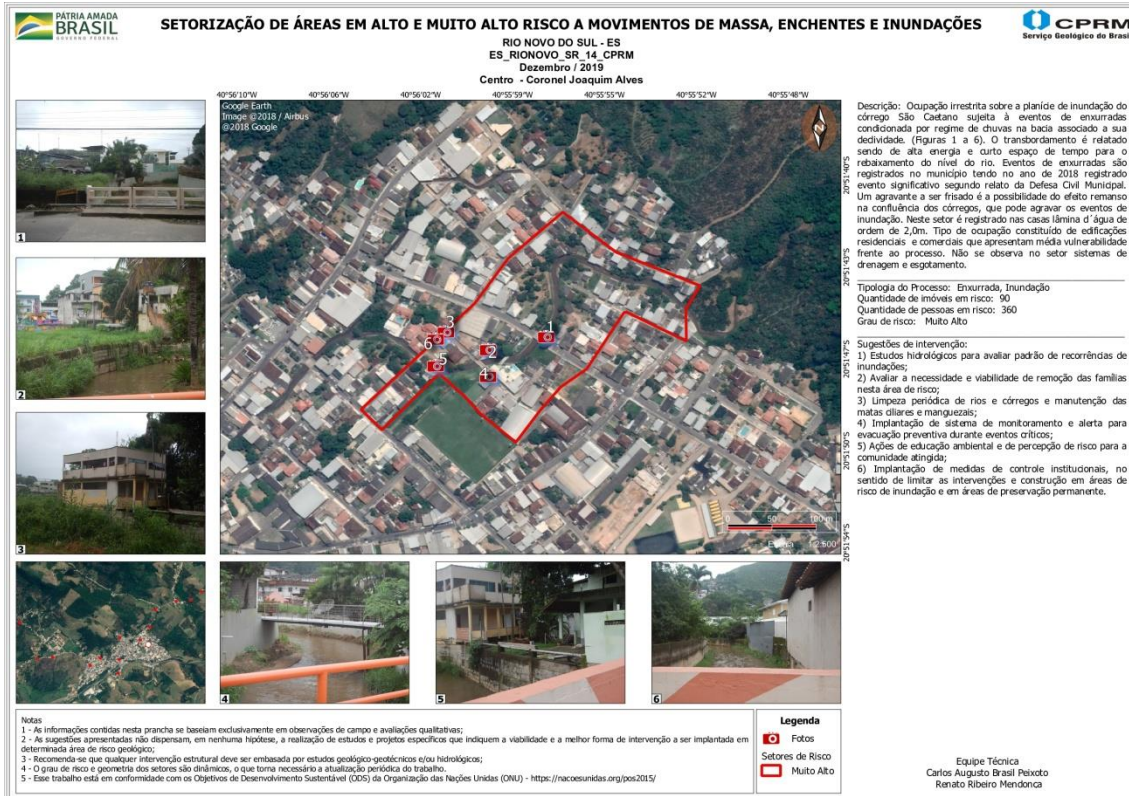 PÁTRIA AMADA
BRASIL
GOVERNO FEDERAL
SETORIZAÇÃO DE ÁREAS EM ALTO E MUITO ALTO RISCO A MOVIMENTOS DE MASSA, ENCHENTES E INUNDAÇÕES
RIO NOVO DO SUL - ES
ES_RIONOVO_SR_14_CPRM
Dezembro / 2019
Centro - Coronel Joaquim Alves
CPRM
Serviço Geológico do Brasil
40°56'10"W 40°56'06"W 40°56'02"W 40°55'59"W 40°55'55"W 40°55'52"W 40°55'48"W
Google Earth
Image @2018 / Airbus
@2018 Google
20°51'40"S
20°51'43"S
20°51'47"S
20°51'50"S
20°51'54"S
1
2
3
3
6
1
2
5
4
0 50 100 m
Escala 1:2.500
4
5
6
Descrição: Ocupação irrestrita sobre a planície de inundação do
córrego São Caetano sujeita à eventos de enxurradas
condicionada por regime de chuvas na bacia associado a sua
declividade. (Figuras 1 a 6). O transbordamento é relatado
sendo de alta energia e curto espaço de tempo para o
rebaixamento do nível do rio. Eventos de enxurradas são
registrados no município tendo no ano de 2018 registrado
evento significativo segundo relato da Defesa Civil Municipal.
Um agravante a ser frisado é a possibilidade do efeito remanso
na confluência dos córregos, que pode agravar os eventos de
inundação. Neste setor é registrado nas casas lâmina d´água de
ordem de 2,0m. Tipo de ocupação constituído de edificações
residenciais e comerciais que apresentam média vulnerabilidade
frente ao processo. Não se observa no setor sistemas de
drenagem e esgotamento.
Tipologia do Processo: Enxurrada, Inundação
Quantidade de imóveis em risco: 90
Quantidade de pessoas em risco: 360
Grau de risco: Muito Alto
Sugestões de intervenção:
1) Estudos hidrológicos para avaliar padrão de recorrências de
inundações;
2) Avaliar a necessidade e viabilidade de remoção das famílias
nesta área de risco;
3) Limpeza periódica de rios e córregos e manutenção das
matas ciliares e manguezais;
4) Implantação de sistema de monitoramento e alerta para
evacuação preventiva durante eventos críticos;
5) Ações de educação ambiental e de percepção de risco para a
comunidade atingida;
6) Implantação de medidas de controle institucionais, no
sentido de limitar as intervenções e construção em áreas de
risco de inundação e em áreas de preservação permanente.
Notas
1 - As informações contidas nesta prancha se baseiam exclusivamente em observações de campo e avaliações qualitativas;
2 - As sugestões apresentadas não dispensam, em nenhuma hipótese, a realização de estudos e projetos específicos que indiquem a viabilidade e a melhor forma de intervenção a ser implantada em
determinada área de risco geológico;
3 - Recomenda-se que qualquer intervenção estrutural deve ser embasada por estudos geológico-geotécnicos e/ou hidrológicos;
4 - O grau de risco e geometria dos setores são dinâmicos, o que torna necessário a atualização periódica do trabalho.
5 - Esse trabalho está em conformidade com os Objetivos de Desenvolvimento Sustentável (ODS) da Organização das Nações Unidas (ONU) - https://nacoesunidas.org/pos2015/
Legenda
Fotos
Setores de Risco
Muito Alto
Equipe Técnica
Carlos Augusto Brasil Peixoto
Renato Ribeiro Mendonca